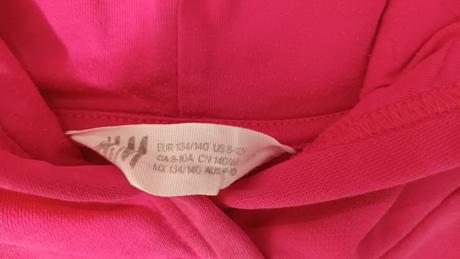 H&M
EUR 134/140 US 8-10Y
CA 8-10A CN 140/
MX 134/140 AUS 8-10